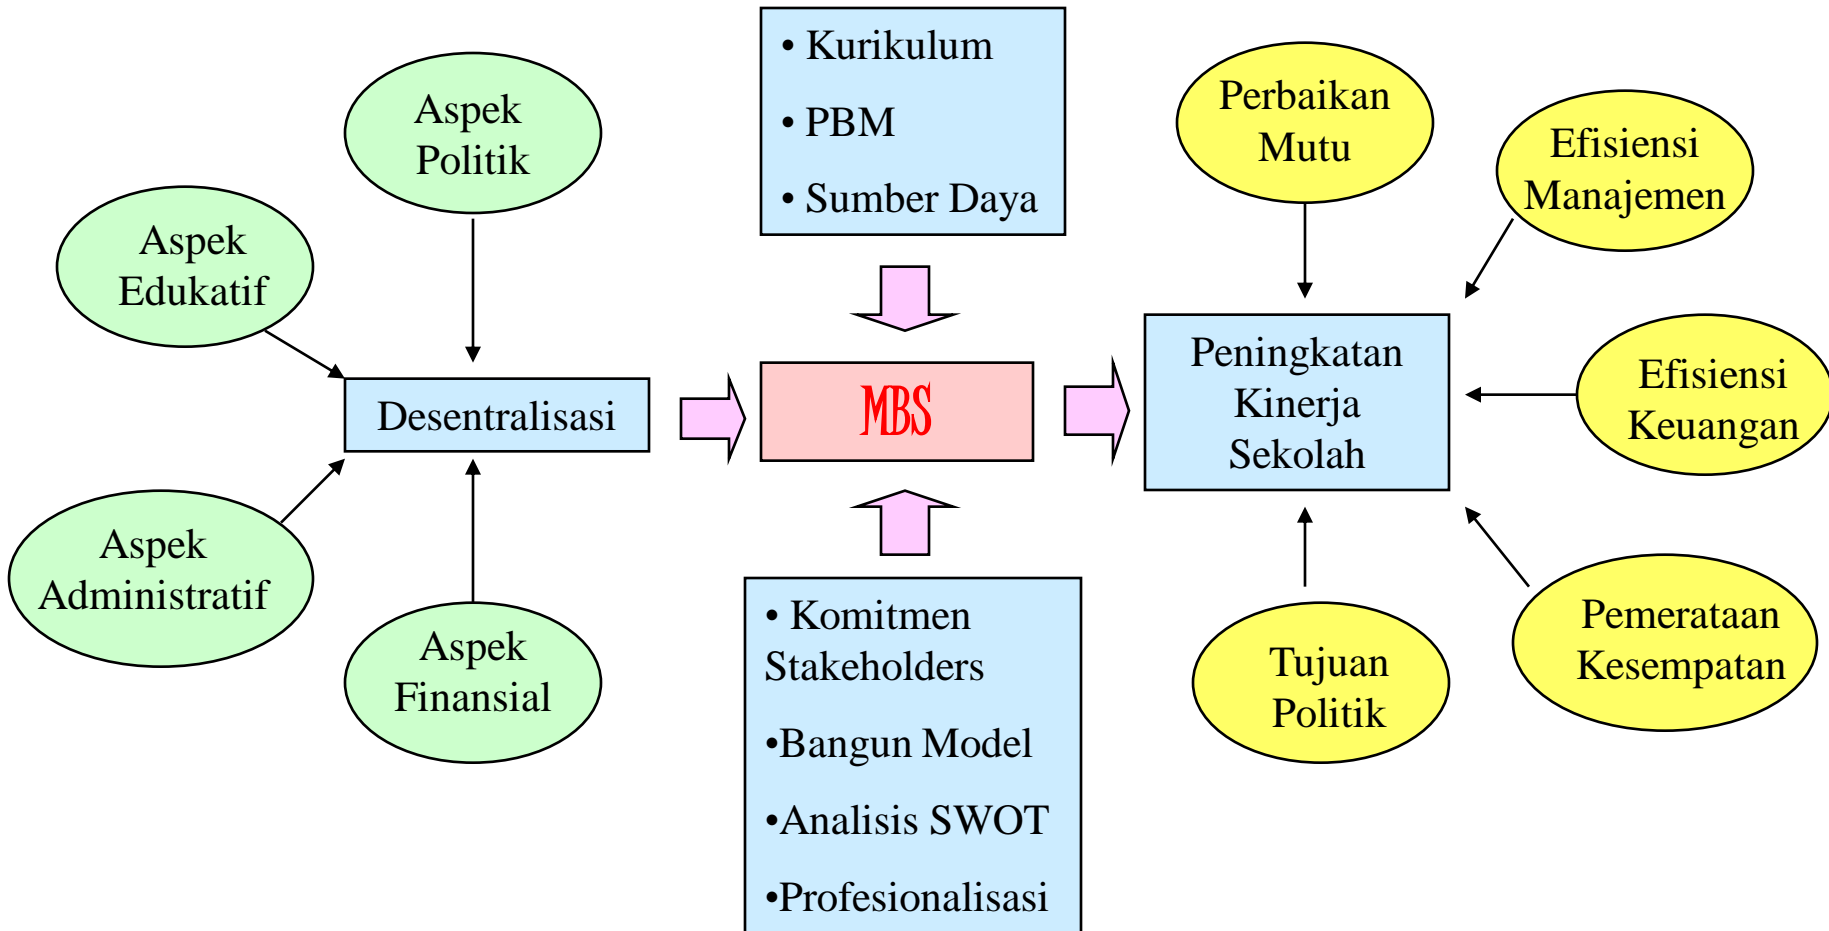 Aspek
Politik
Aspek
Edukatif
Desentralisasi
Aspek
Administratif
Aspek
Finansial
• Kurikulum
• PBM
• Sumber Daya
MBS
• Komitmen
Stakeholders
•Bangun Model
•Analisis SWOT
•Profesionalisasi
Perbaikan
Mutu
Efisiensi
Manajemen
Peningkatan
Kinerja
Sekolah
Efisiensi
Keuangan
Tujuan
Politik
Pemerataan
Kesempatan